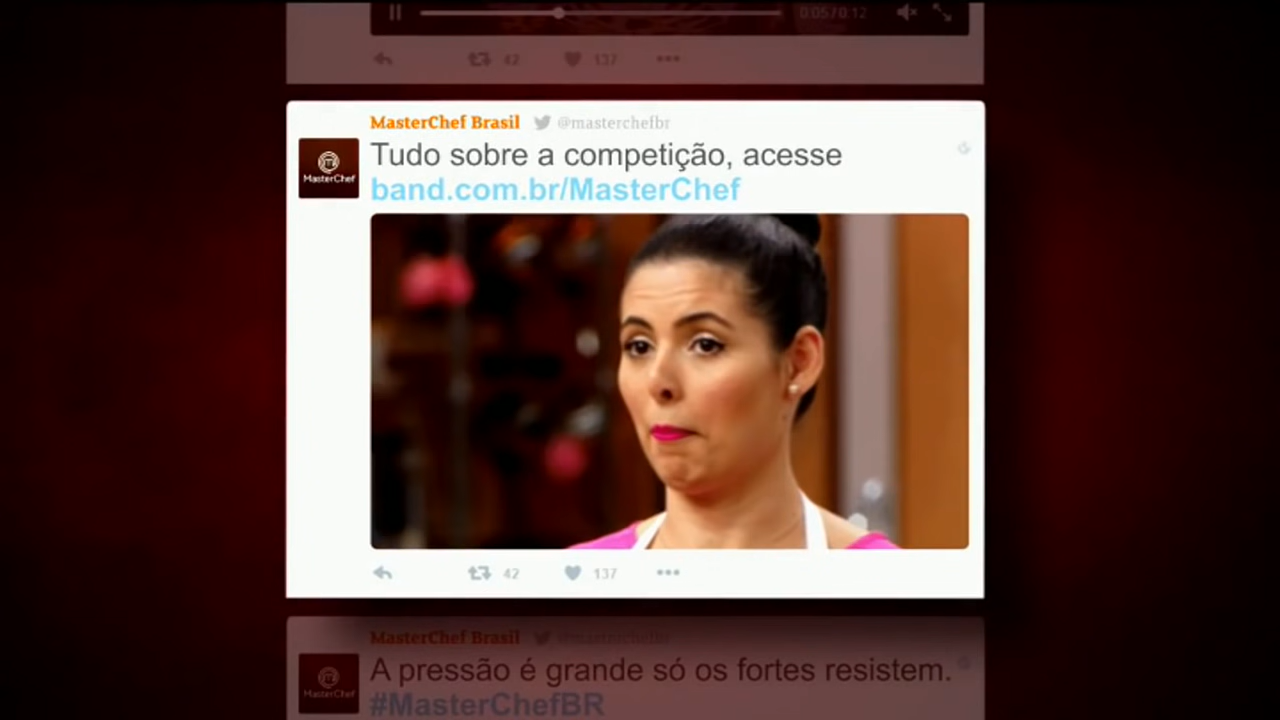 0:05/0:12
42 137
MasterChef Brasil @masterchefbr
Tudo sobre a competição, acesse
band.com.br/MasterChef
MasterChef
42 137
MasterChef Brasil @masterchefbr
A pressão é grande só os fortes resistem.
#MasterChefBR
MasterChef